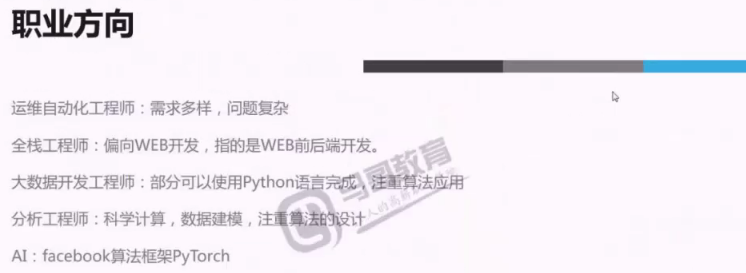 职业方向
运维自动化工程师：需求多样，问题复杂
全栈工程师：偏向WEB开发，指的是WEB前后端开发。
大数据开发工程师：部分可以使用Python语言完成，注重算法应用
分析工程师：科学计算，数据建模，注重算法的设计
AI：facebook算法框架PyTorch
马哥教育